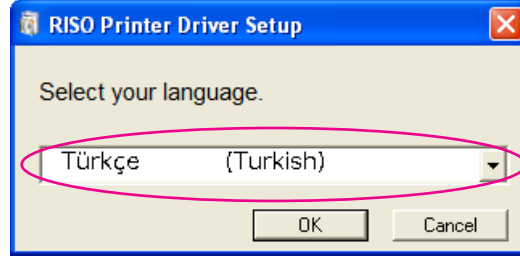 RISO Printer Driver Setup
Select your language.
Türkçe (Turkish)
OK Cancel